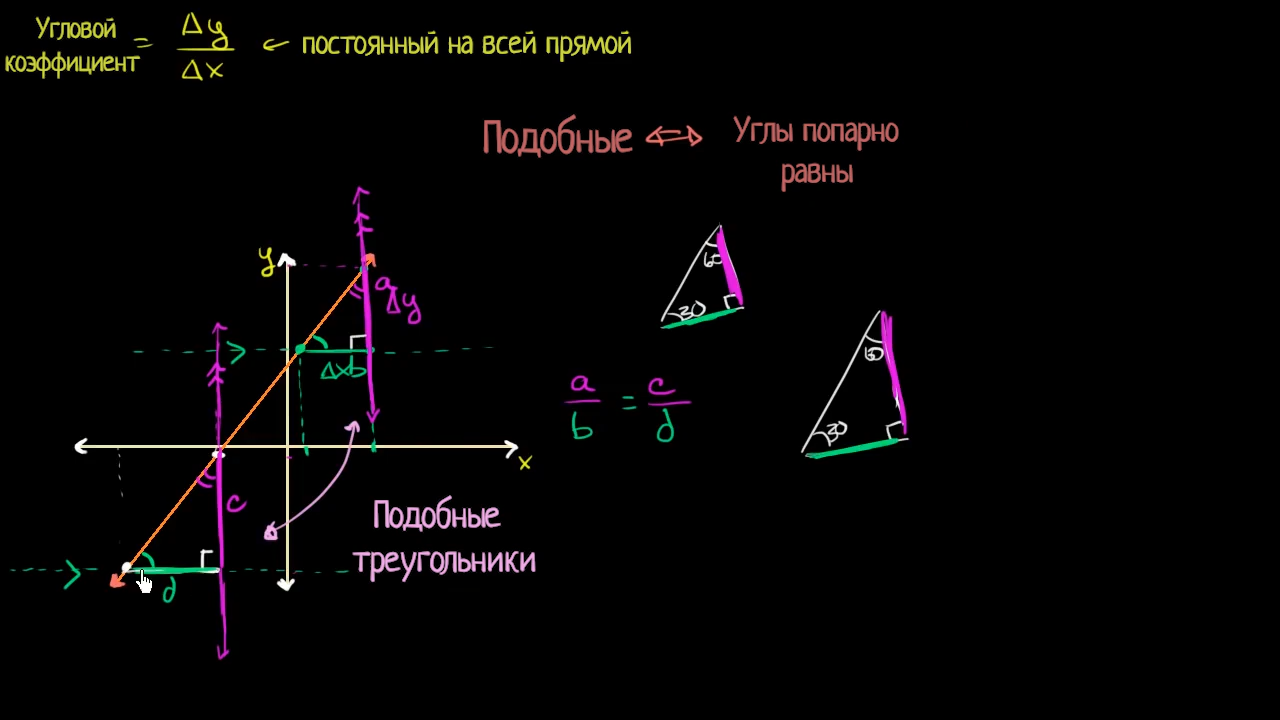 Угловой
коэффициент = Δy / Δx ← постоянный на всей прямой
Подобные ⇔ Углы попарно
равны
y
a
Δy
60
30
Δx b
60
30
a / b = c / d
x
c
Подобные
треугольники
d